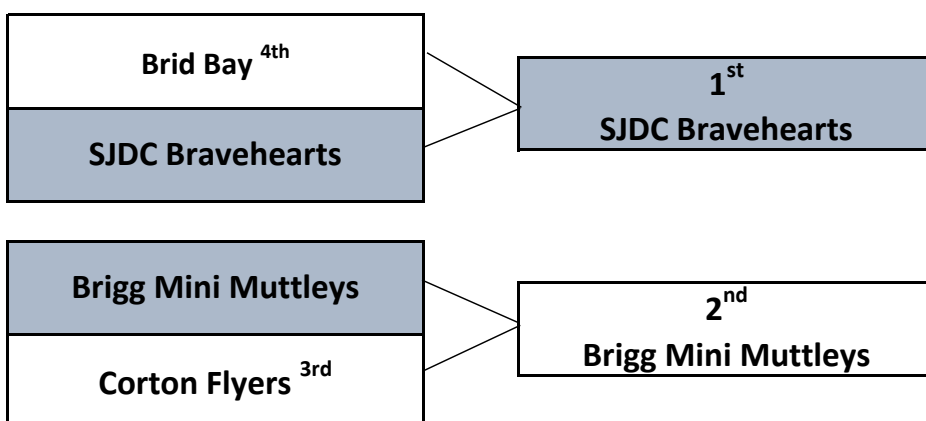 Brid Bay 4th
SJDC Bravehearts
1st
SJDC Bravehearts
Brigg Mini Muttleys
Corton Flyers 3rd
2nd
Brigg Mini Muttleys